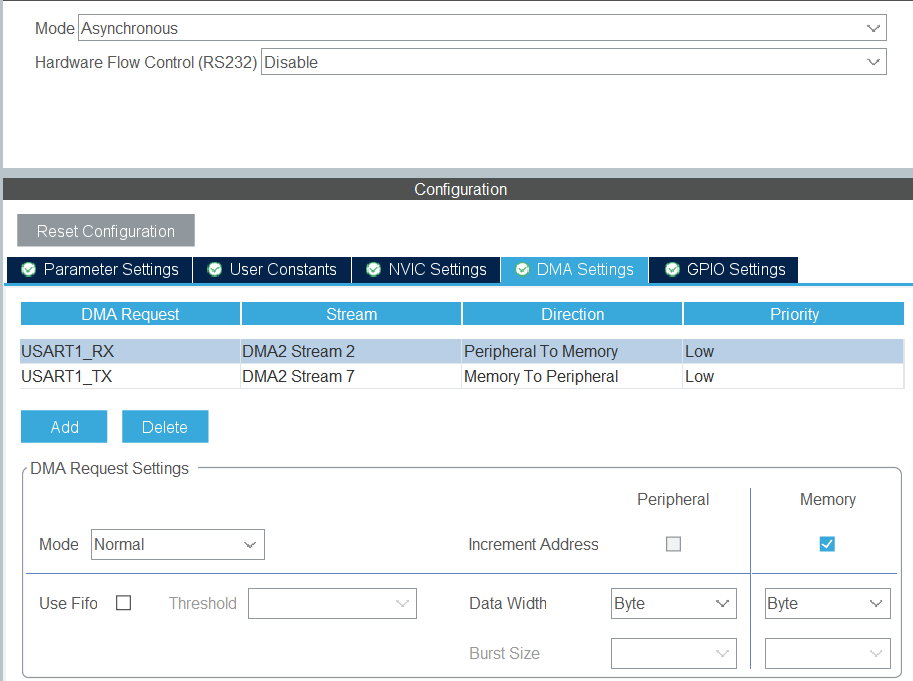 Mode Asynchronous
Hardware Flow Control (RS232) Disable
Configuration
Reset Configuration
Parameter Settings User Constants NVIC Settings DMA Settings GPIO Settings
DMA Request Stream Direction Priority
USART1_RX DMA2 Stream 2 Peripheral To Memory Low
USART1_TX DMA2 Stream 7 Memory To Peripheral Low
Add Delete
DMA Request Settings
Peripheral Memory
Mode Normal Increment Address
Use Fifo Threshold Data Width Byte Byte
Burst Size